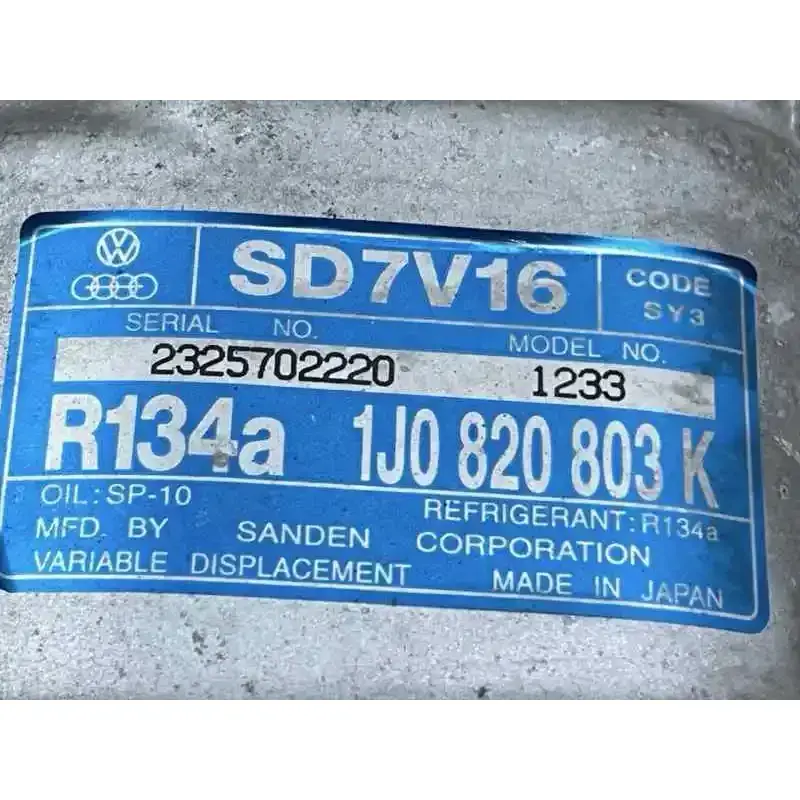 SD7V16
CODE
SY3
SERIAL NO.
MODEL NO.
2325702220
1233
R134a
1J0 820 803 K
OIL: SP-10
REFRIGERANT: R134a
MFD. BY SANDEN CORPORATION
VARIABLE DISPLACEMENT
MADE IN JAPAN